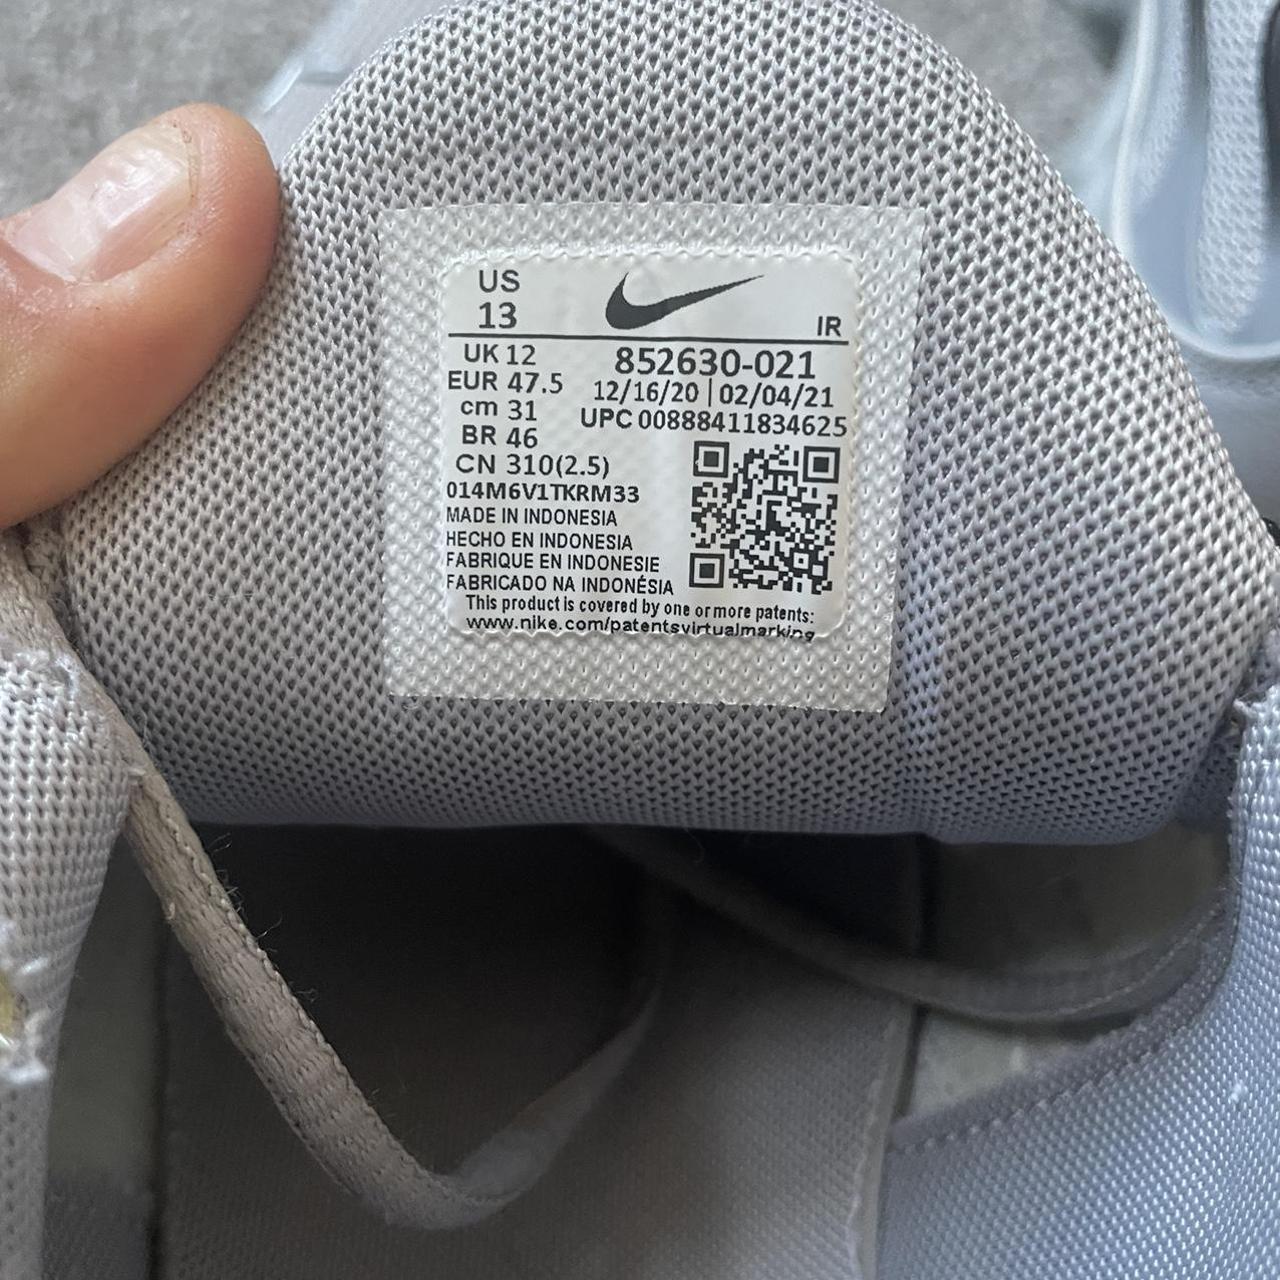 US
13
IR
UK 12
EUR 47.5
cm 31
BR 46
CN 310(2.5)
852630-021
12/16/20 | 02/04/21
UPC 00888411834625
014M6V1TKRM33
MADE IN INDONESIA
HECHO EN INDONESIA
FABRIQUE EN INDONESIE
FABRICADO NA INDONÉSIA
This product is covered by one or more patents:
www.nike.com/patentsvirtualmarking